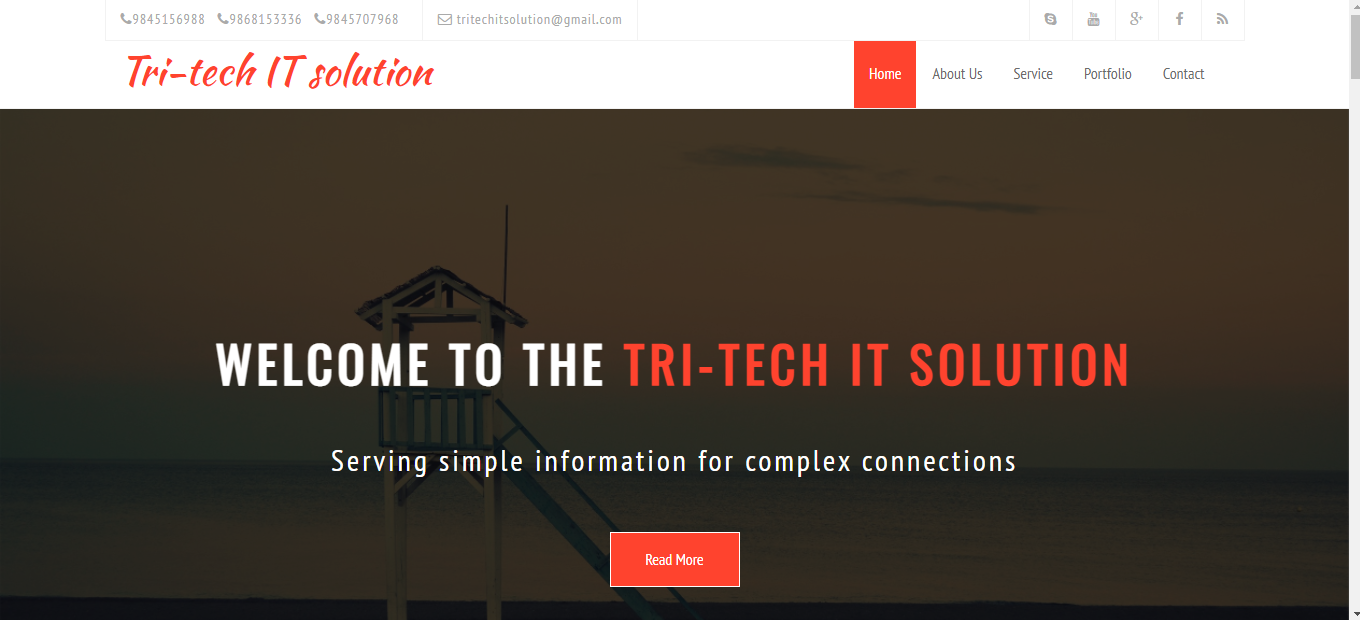 9845156988 9868153336 9845707968 tritechitsolution@gmail.com
Tri-tech IT solution
Home About Us Service Portfolio Contact
WELCOME TO THE TRI-TECH IT SOLUTION
Serving simple information for complex connections
Read More